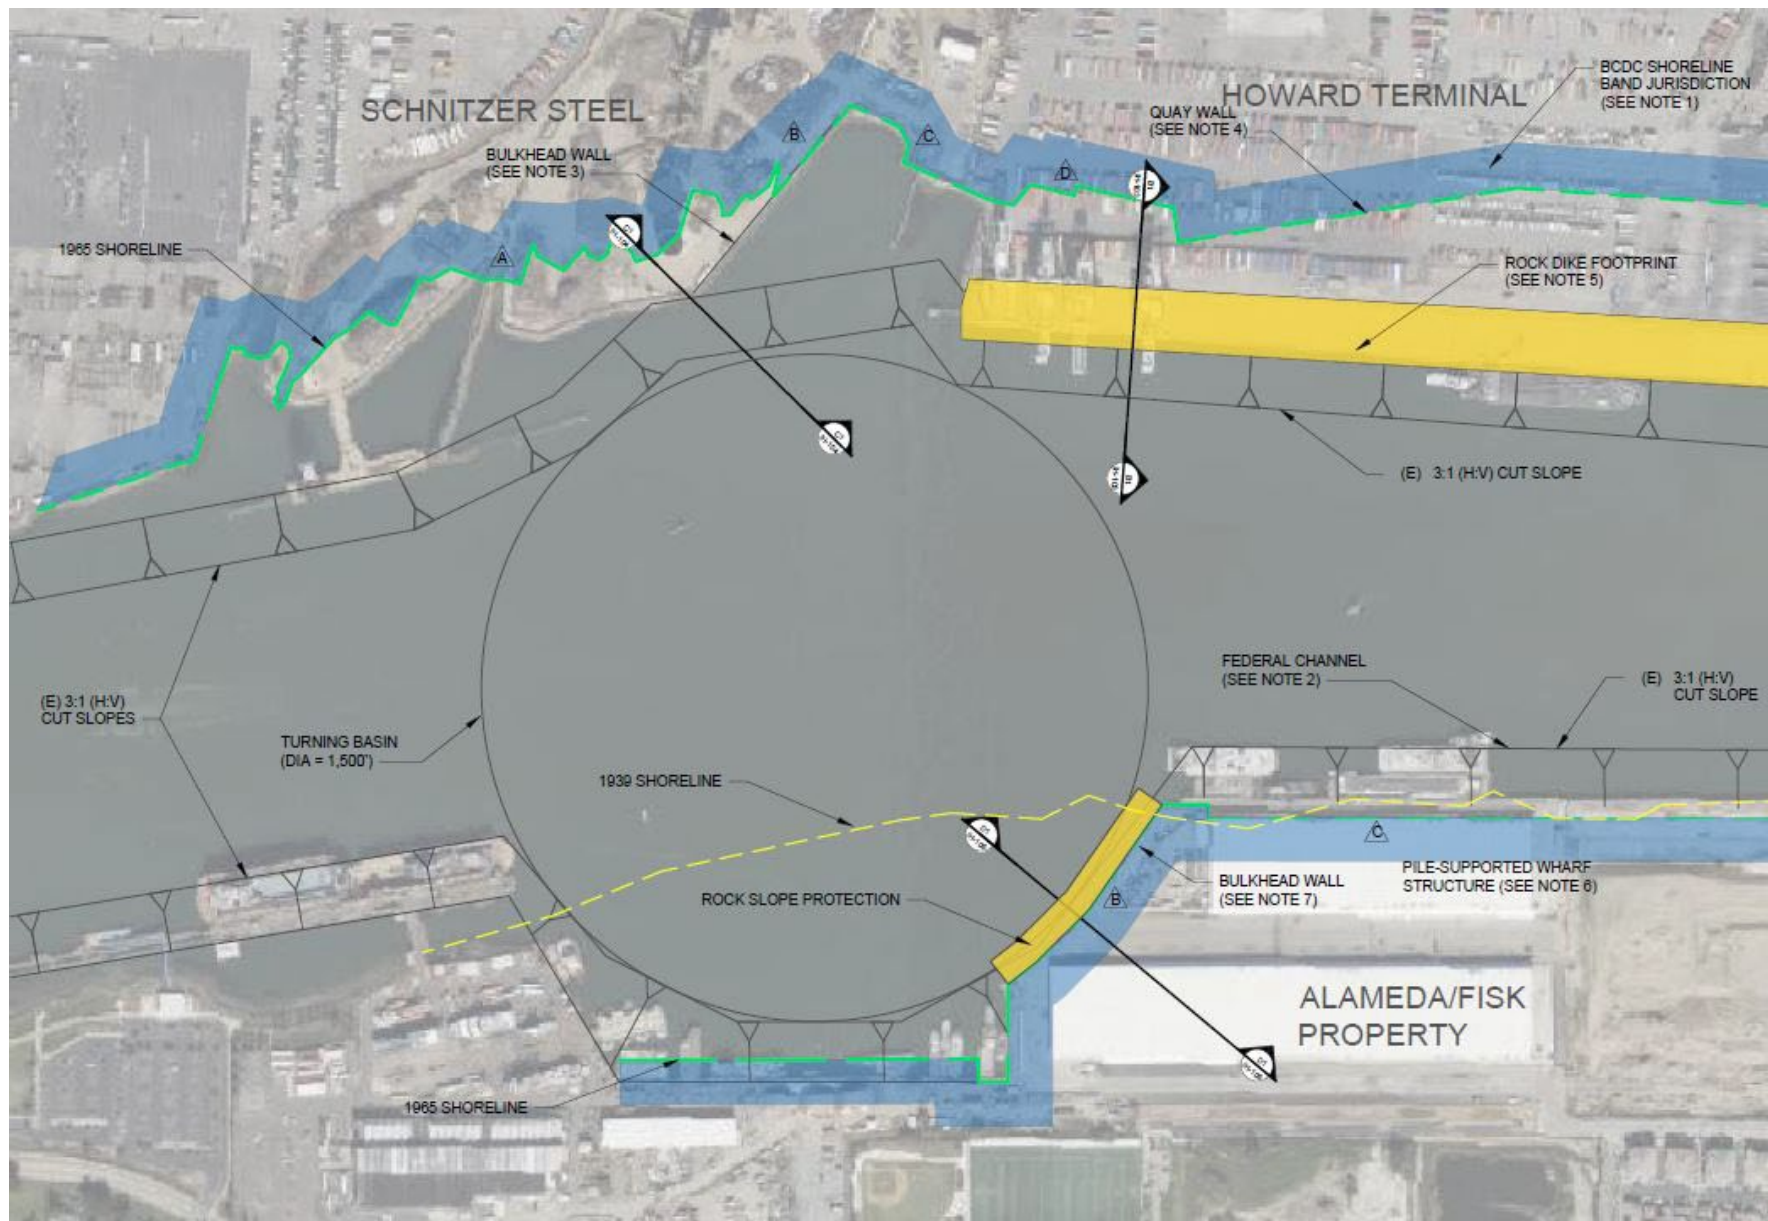 SCHNITZER STEEL
HOWARD TERMINAL
BCDC SHORELINE
BAND JURISDICTION
(SEE NOTE 1)
QUAY WALL
(SEE NOTE 4)
BULKHEAD WALL
(SEE NOTE 3)
B
C
D
A
1965 SHORELINE
ROCK DIKE FOOTPRINT
(SEE NOTE 5)
(E) 3:1 (H:V) CUT SLOPE
FEDERAL CHANNEL
(SEE NOTE 2)
(E) 3:1 (H:V)
CUT SLOPE
(E) 3:1 (H:V)
CUT SLOPES
TURNING BASIN
(DIA = 1,500')
1939 SHORELINE
C
PILE-SUPPORTED WHARF
STRUCTURE (SEE NOTE 6)
BULKHEAD WALL
(SEE NOTE 7)
B
ROCK SLOPE PROTECTION
ALAMEDA/FISK
PROPERTY
1965 SHORELINE